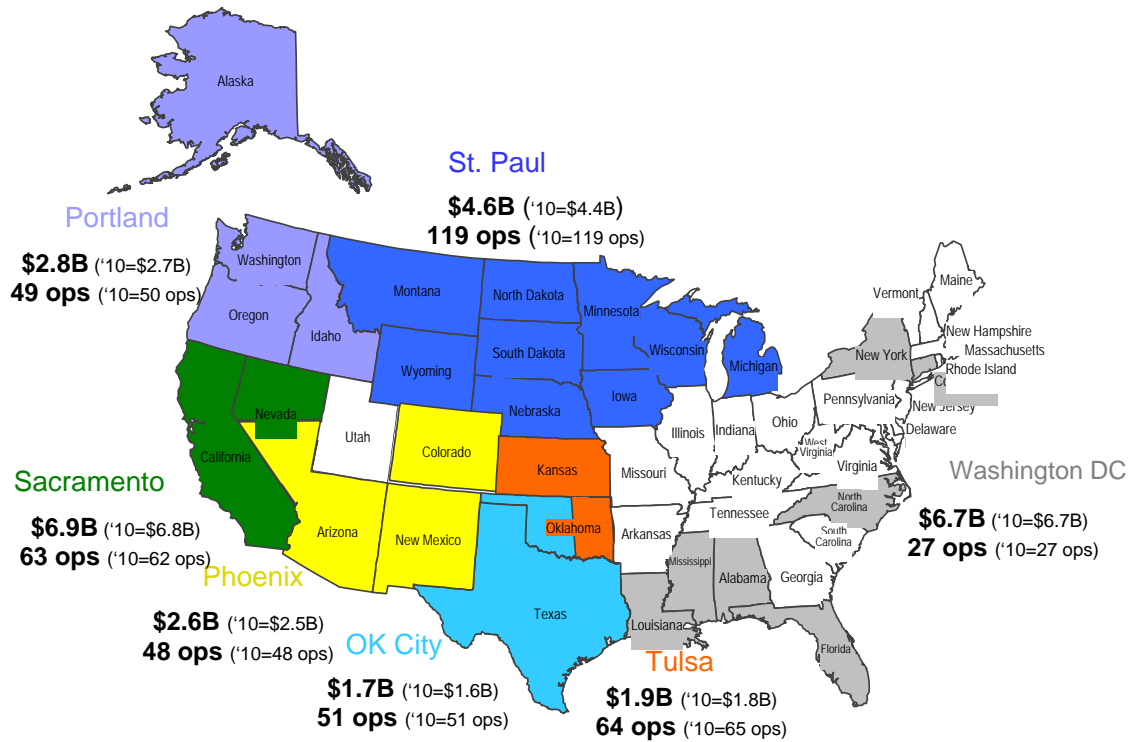 Alaska
St. Paul
$4.6B (‘10=$4.4B)
119 ops (‘10=119 ops)
Portland
$2.8B (‘10=$2.7B)
49 ops (‘10=50 ops)
Washington
Oregon
Idaho
Montana
North Dakota
Minnesota
South Dakota
Wyoming
Wisconsin
Michigan
Nebraska
Iowa
Maine
Vermont
New Hampshire
Massachusetts
New York
Rhode Island
Pennsylvania
New Jersey
Delaware
Nevada
Utah
Colorado
California
Kansas
Missouri
Illinois
Indiana
Ohio
West
Virginia
Virginia
Kentucky
Washington DC
$6.7B (‘10=$6.7B)
27 ops (‘10=27 ops)
Sacramento
$6.9B (‘10=$6.8B)
63 ops (‘10=62 ops)
Arizona
New Mexico
Oklahoma
Arkansas
Tennessee
North
Carolina
South
Carolina
Mississippi
Alabama
Georgia
Texas
Louisiana
Florida
Phoenix
$2.6B (‘10=$2.5B)
48 ops (‘10=48 ops)
OK City
$1.7B (‘10=$1.6B)
51 ops (‘10=51 ops)
Tulsa
$1.9B (‘10=$1.8B)
64 ops (‘10=65 ops)